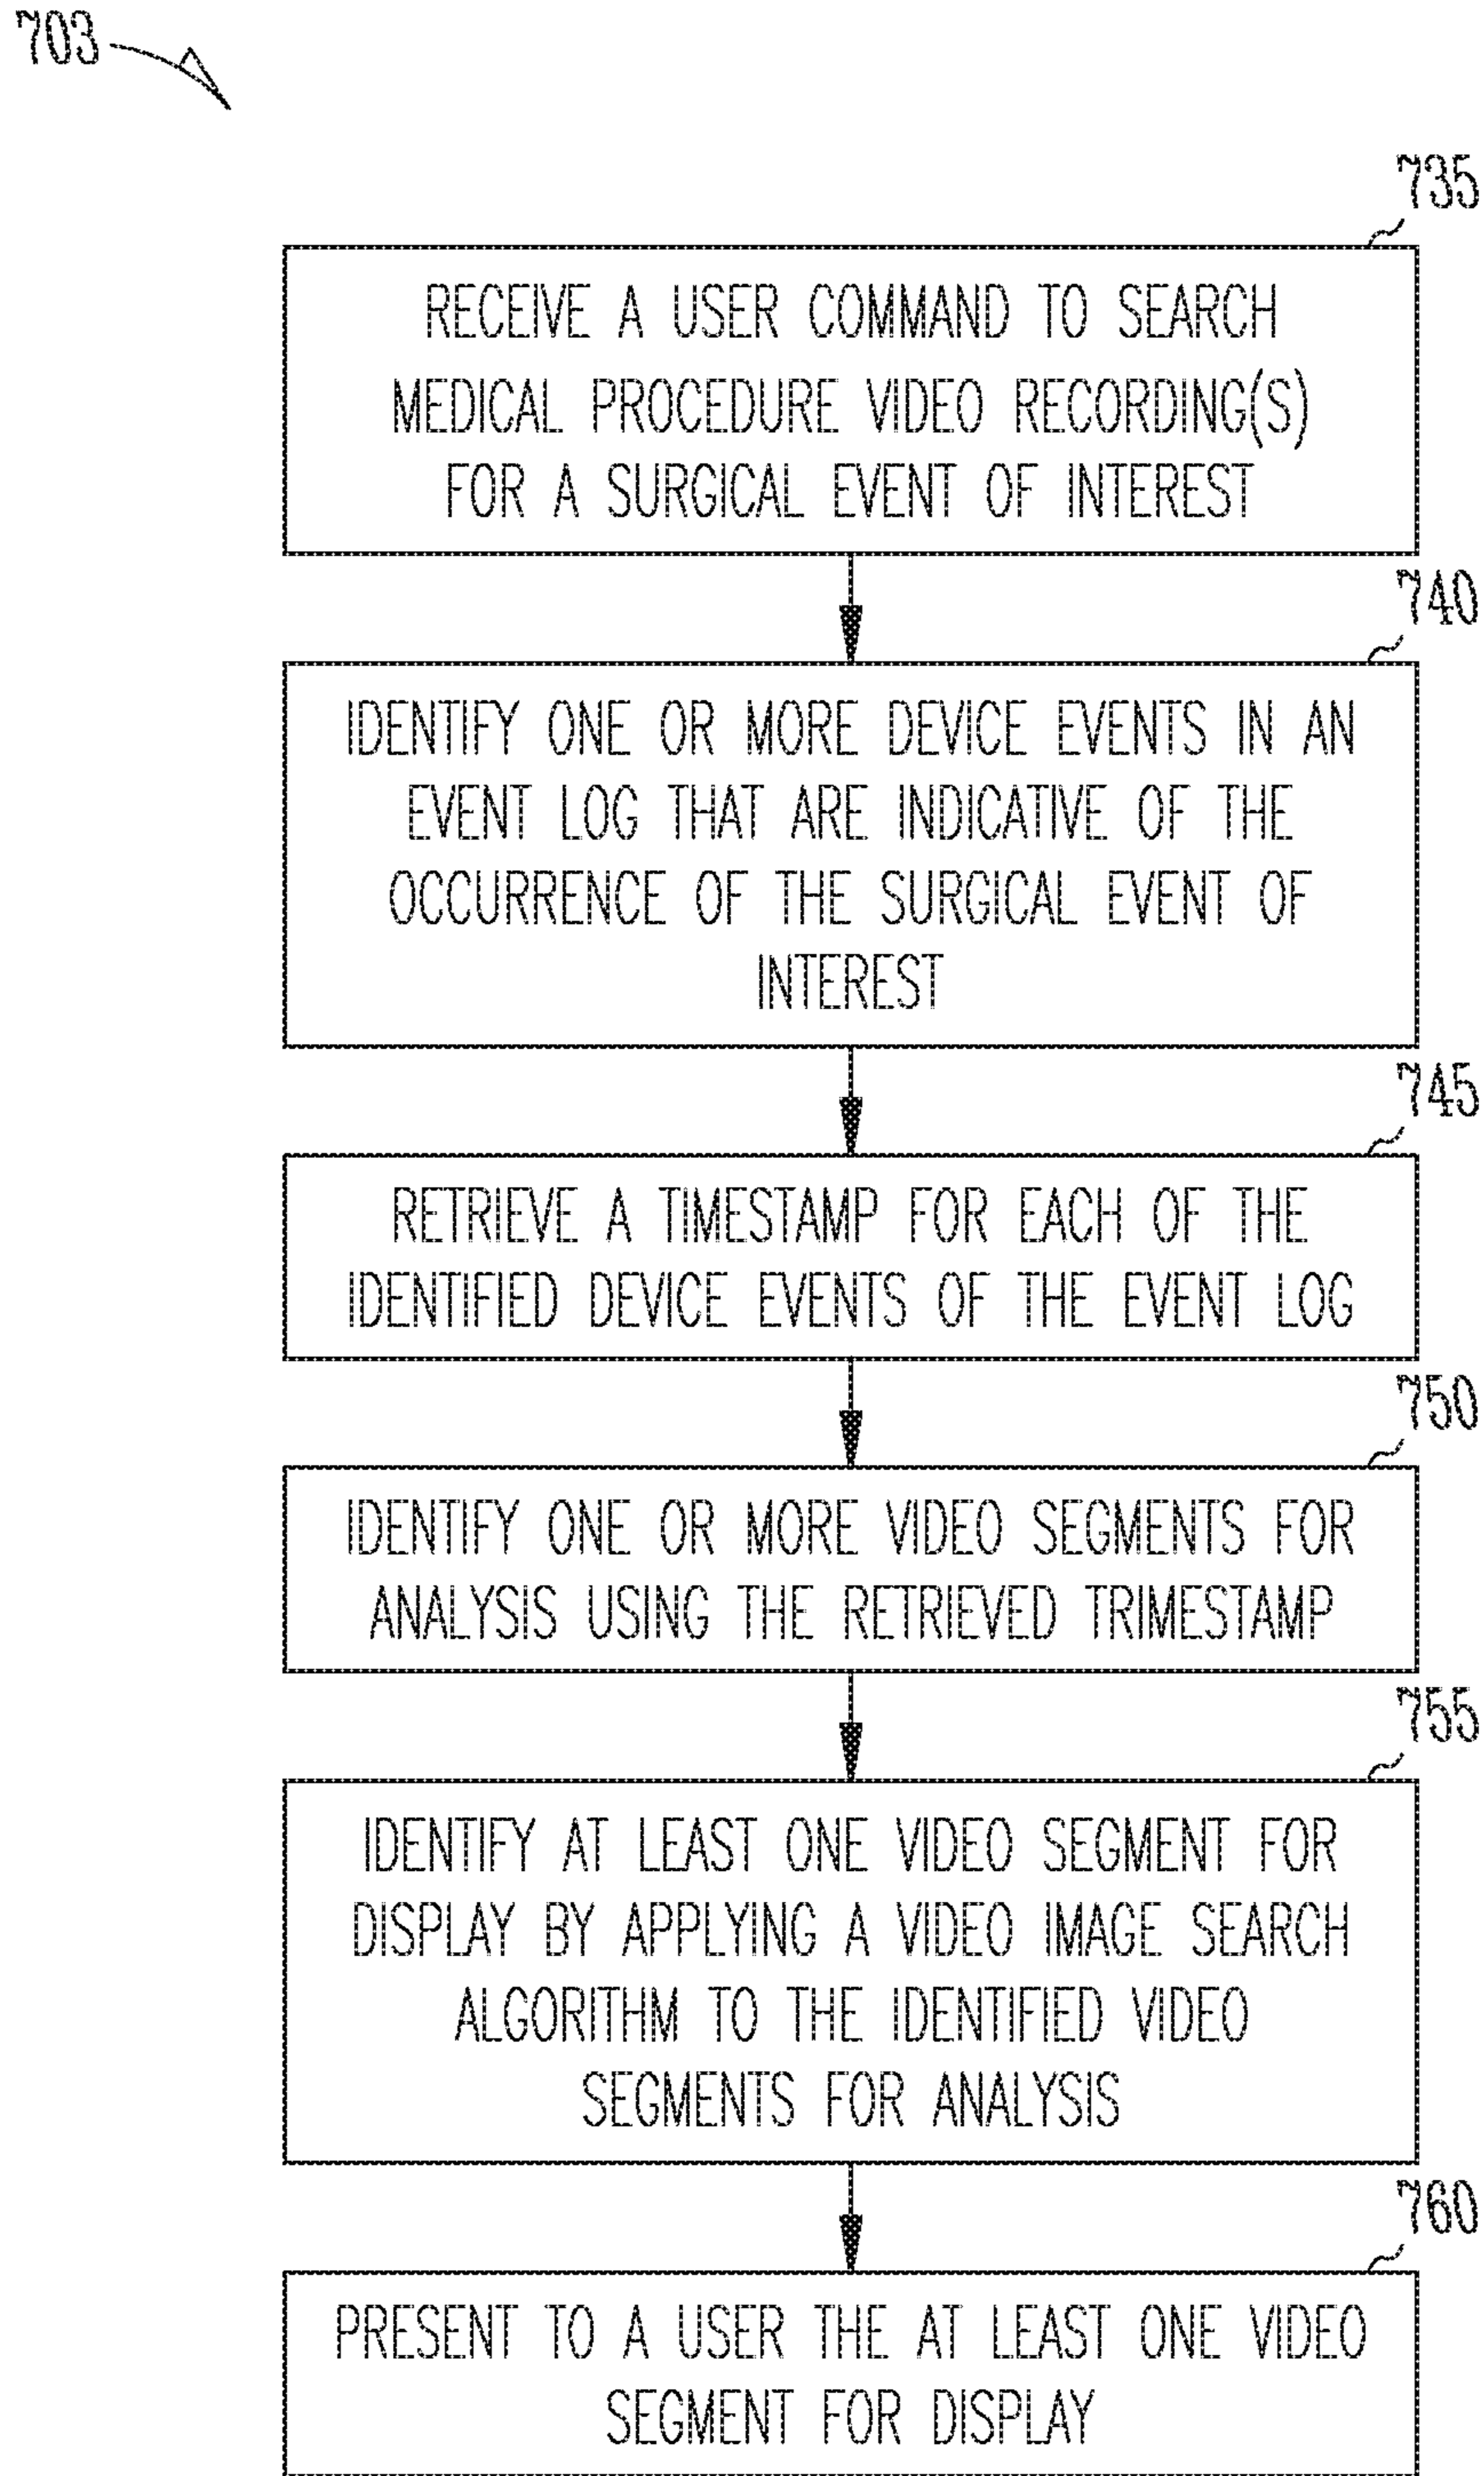 703
735
RECEIVE A USER COMMAND TO SEARCH
MEDICAL PROCEDURE VIDEO RECORDING(S)
FOR A SURGICAL EVENT OF INTEREST
740
IDENTIFY ONE OR MORE DEVICE EVENTS IN AN
EVENT LOG THAT ARE INDICATIVE OF THE
OCCURRENCE OF THE SURGICAL EVENT OF
INTEREST
745
RETRIEVE A TIMESTAMP FOR EACH OF THE
IDENTIFIED DEVICE EVENTS OF THE EVENT LOG
750
IDENTIFY ONE OR MORE VIDEO SEGMENTS FOR
ANALYSIS USING THE RETRIEVED TRIMESTAMP
755
IDENTIFY AT LEAST ONE VIDEO SEGMENT FOR
DISPLAY BY APPLYING A VIDEO IMAGE SEARCH
ALGORITHM TO THE IDENTIFIED VIDEO
SEGMENTS FOR ANALYSIS
760
PRESENT TO A USER THE AT LEAST ONE VIDEO
SEGMENT FOR DISPLAY